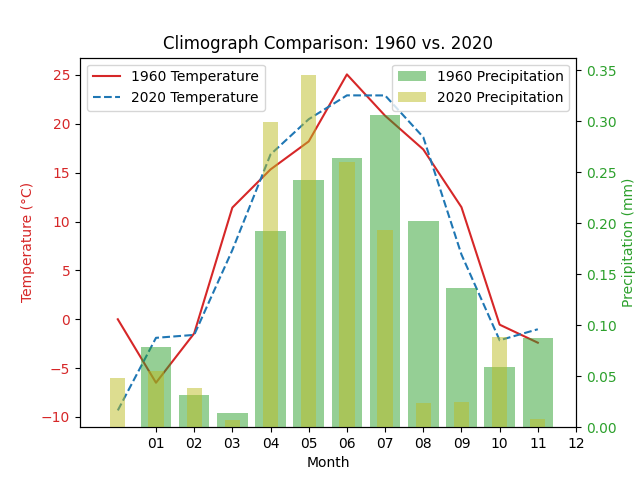 Climograph Comparison: 1960 vs. 2020
1960 Temperature
2020 Temperature
1960 Precipitation
2020 Precipitation
Temperature (°C)
25
20
15
10
5
0
−5
−10
0.35
0.30
0.25
0.20
0.15
0.10
0.05
0.00
Precipitation (mm)
01 02 03 04 05 06 07 08 09 10 11 12
Month